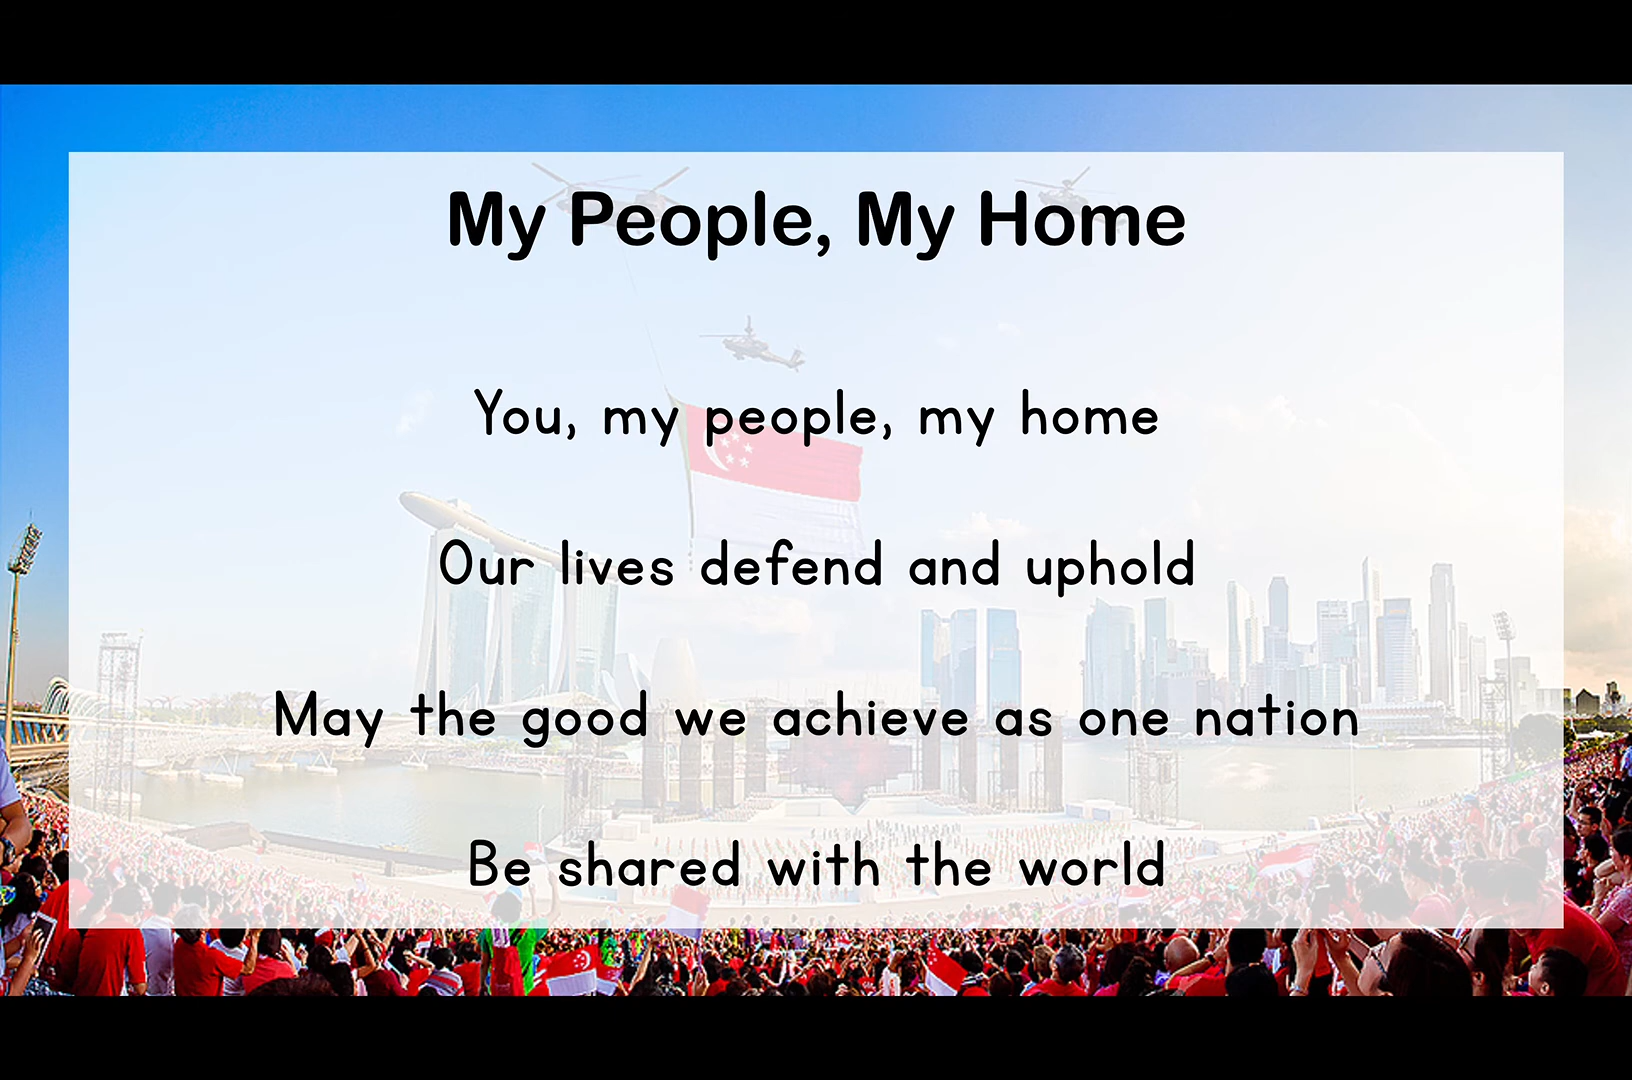 My People, My Home
You, my people, my home
Our lives defend and uphold
May the good we achieve as one nation
Be shared with the world